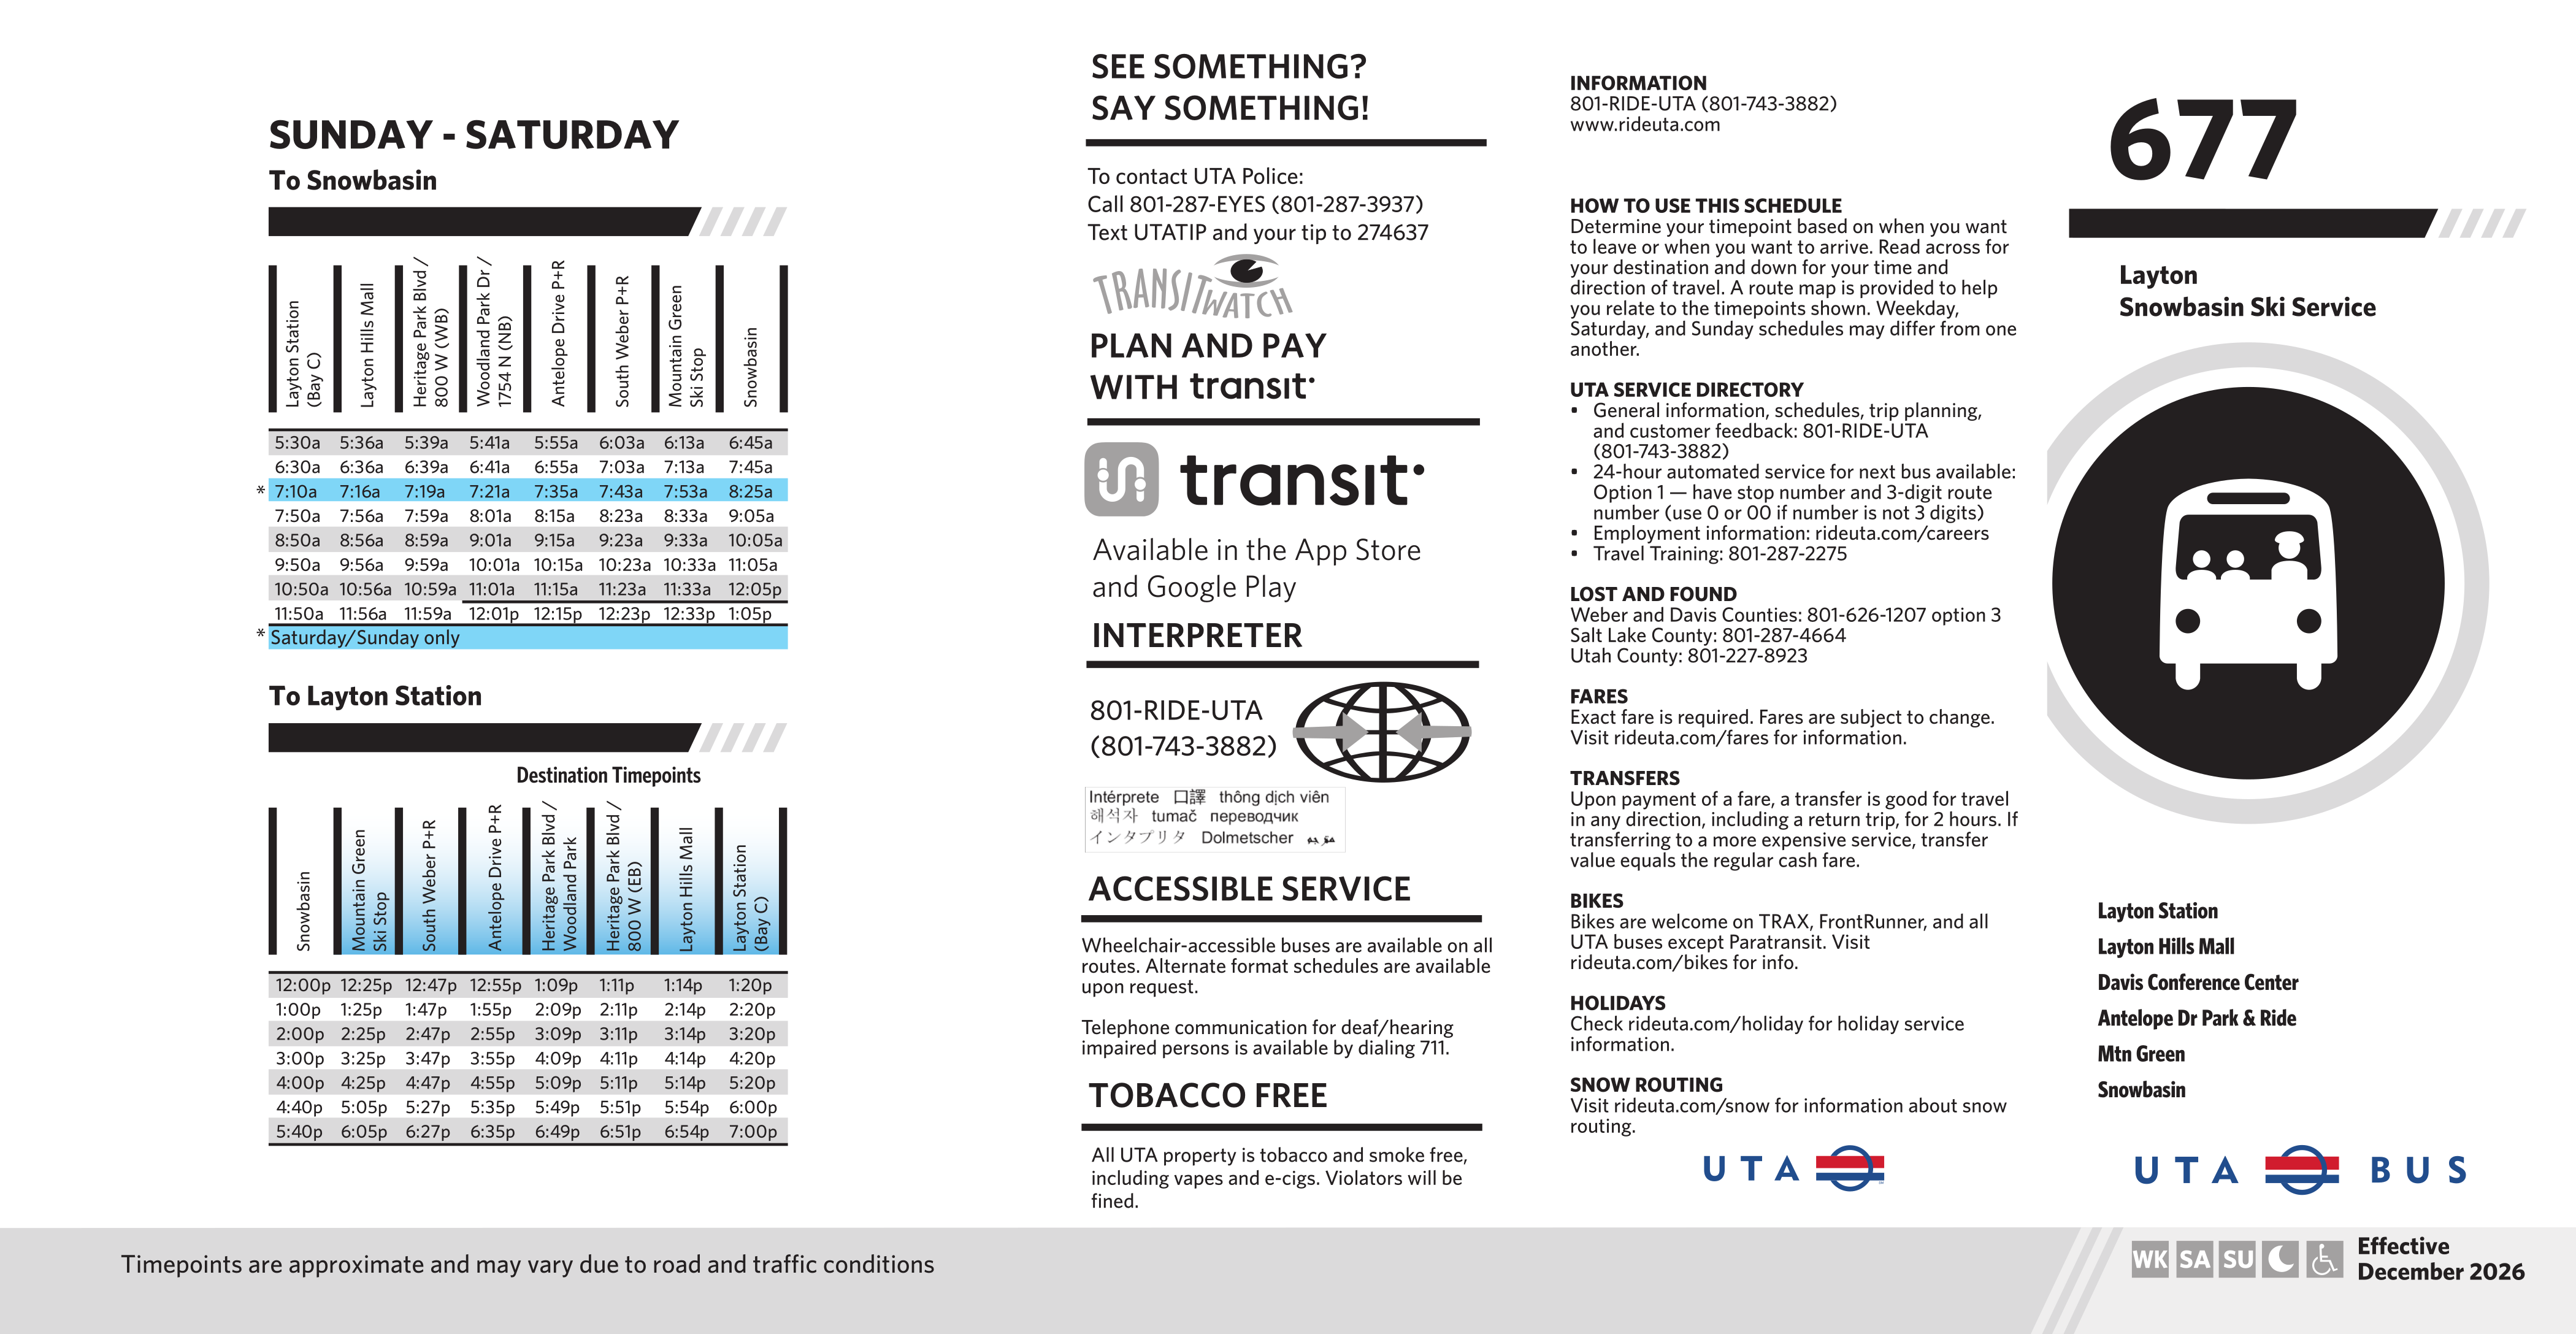 SUNDAY - SATURDAY
To Snowbasin
Layton Station
(Bay C)
Layton Hills Mall
Heritage Park Blvd /
800 W (WB)
Woodland Park Dr /
1754 N (NB)
Antelope Drive P+R
South Weber P+R
Mountain Green
Ski Stop
Snowbasin
5:30a 5:36a 5:39a 5:41a 5:55a 6:03a 6:13a 6:45a
6:30a 6:36a 6:39a 6:41a 6:55a 7:03a 7:13a 7:45a
* 7:10a 7:16a 7:19a 7:21a 7:35a 7:43a 7:53a 8:25a
7:50a 7:56a 7:59a 8:01a 8:15a 8:23a 8:33a 9:05a
8:50a 8:56a 8:59a 9:01a 9:15a 9:23a 9:33a 10:05a
9:50a 9:56a 9:59a 10:01a 10:15a 10:23a 10:33a 11:05a
10:50a 10:56a 10:59a 11:01a 11:15a 11:23a 11:33a 12:05p
11:50a 11:56a 11:59a 12:01p 12:15p 12:23p 12:33p 1:05p
* Saturday/Sunday only
To Layton Station
Destination Timepoints
Snowbasin
Mountain Green
Ski Stop
South Weber P+R
Antelope Drive P+R
Heritage Park Blvd /
Woodland Park
Heritage Park Blvd /
800 W (EB)
Layton Hills Mall
Layton Station
(Bay C)
12:00p 12:25p 12:47p 12:55p 1:09p 1:11p 1:14p 1:20p
1:00p 1:25p 1:47p 1:55p 2:09p 2:11p 2:14p 2:20p
2:00p 2:25p 2:47p 2:55p 3:09p 3:11p 3:14p 3:20p
3:00p 3:25p 3:47p 3:55p 4:09p 4:11p 4:14p 4:20p
4:00p 4:25p 4:47p 4:55p 5:09p 5:11p 5:14p 5:20p
4:40p 5:05p 5:27p 5:35p 5:49p 5:51p 5:54p 6:00p
5:40p 6:05p 6:27p 6:35p 6:49p 6:51p 6:54p 7:00p
SEE SOMETHING?
SAY SOMETHING!
To contact UTA Police:
Call 801-287-EYES (801-287-3937)
Text UTATIP and your tip to 274637
TRANSITWATCH
PLAN AND PAY
WITH transit
transit
Available in the App Store
and Google Play
INTERPRETER
801-RIDE-UTA
(801-743-3882)
Intérprete 口譯 thông dịch viên
해석자 tumač переводчик
インタプリタ Dolmetscher
ACCESSIBLE SERVICE
Wheelchair-accessible buses are available on all
routes. Alternate format schedules are available
upon request.
Telephone communication for deaf/hearing
impaired persons is available by dialing 711.
TOBACCO FREE
All UTA property is tobacco and smoke free,
including vapes and e-cigs. Violators will be
fined.
INFORMATION
801-RIDE-UTA (801-743-3882)
www.rideuta.com
HOW TO USE THIS SCHEDULE
Determine your timepoint based on when you want
to leave or when you want to arrive. Read across for
your destination and down for your time and
direction of travel. A route map is provided to help
you relate to the timepoints shown. Weekday,
Saturday, and Sunday schedules may differ from one
another.
UTA SERVICE DIRECTORY
• General information, schedules, trip planning,
and customer feedback: 801-RIDE-UTA
(801-743-3882)
• 24-hour automated service for next bus available:
Option 1 — have stop number and 3-digit route
number (use 0 or 00 if number is not 3 digits)
• Employment information: rideuta.com/careers
• Travel Training: 801-287-2275
LOST AND FOUND
Weber and Davis Counties: 801-626-1207 option 3
Salt Lake County: 801-287-4664
Utah County: 801-227-8923
FARES
Exact fare is required. Fares are subject to change.
Visit rideuta.com/fares for information.
TRANSFERS
Upon payment of a fare, a transfer is good for travel
in any direction, including a return trip, for 2 hours. If
transferring to a more expensive service, transfer
value equals the regular cash fare.
BIKES
Bikes are welcome on TRAX, FrontRunner, and all
UTA buses except Paratransit. Visit
rideuta.com/bikes for info.
HOLIDAYS
Check rideuta.com/holiday for holiday service
information.
SNOW ROUTING
Visit rideuta.com/snow for information about snow
routing.
UTA
677
Layton
Snowbasin Ski Service
Layton Station
Layton Hills Mall
Davis Conference Center
Antelope Dr Park & Ride
Mtn Green
Snowbasin
UTA BUS
Timepoints are approximate and may vary due to road and traffic conditions
WK SA SU
Effective
December 2026